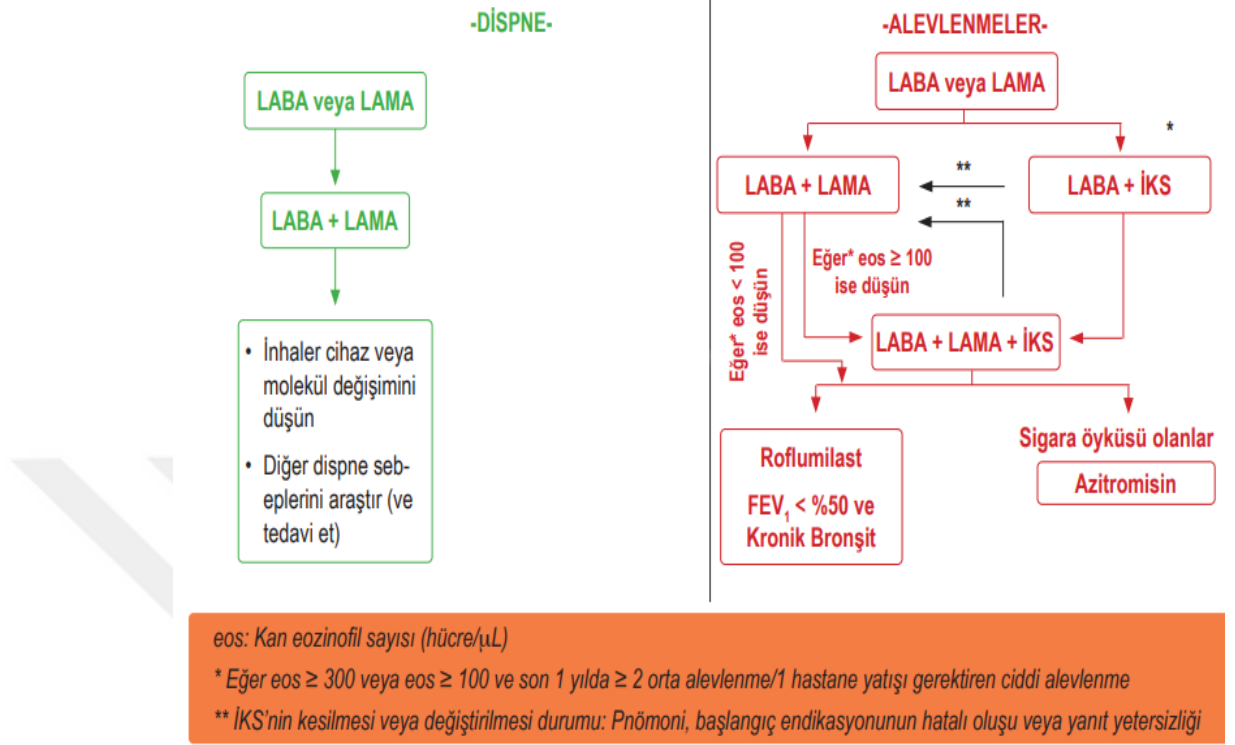 -DİSPNE-
LABA veya LAMA
LABA + LAMA
• İnhaler cihaz veya
molekül değişimini
düşün
• Diğer dispne seb-
eplerini araştır (ve
tedavi et)
-ALEVLENMELER-
LABA veya LAMA
*
LABA + LAMA
**
**
LABA + İKS
Eğer* eos < 100
ise düşün
Eğer* eos ≥ 100
ise düşün
LABA + LAMA + İKS
Roflumilast
FEV₁ < %50 ve
Kronik Bronşit
Sigara öyküsü olanlar
Azitromisin
eos: Kan eozinofil sayısı (hücre/μL)
* Eğer eos ≥ 300 veya eos ≥ 100 ve son 1 yılda ≥ 2 orta alevlenme/1 hastane yatışı gerektiren ciddi alevlenme
** İKS'nin kesilmesi veya değiştirilmesi durumu: Pnömoni, başlangıç endikasyonunun hatalı oluşu veya yanıt yetersizliği